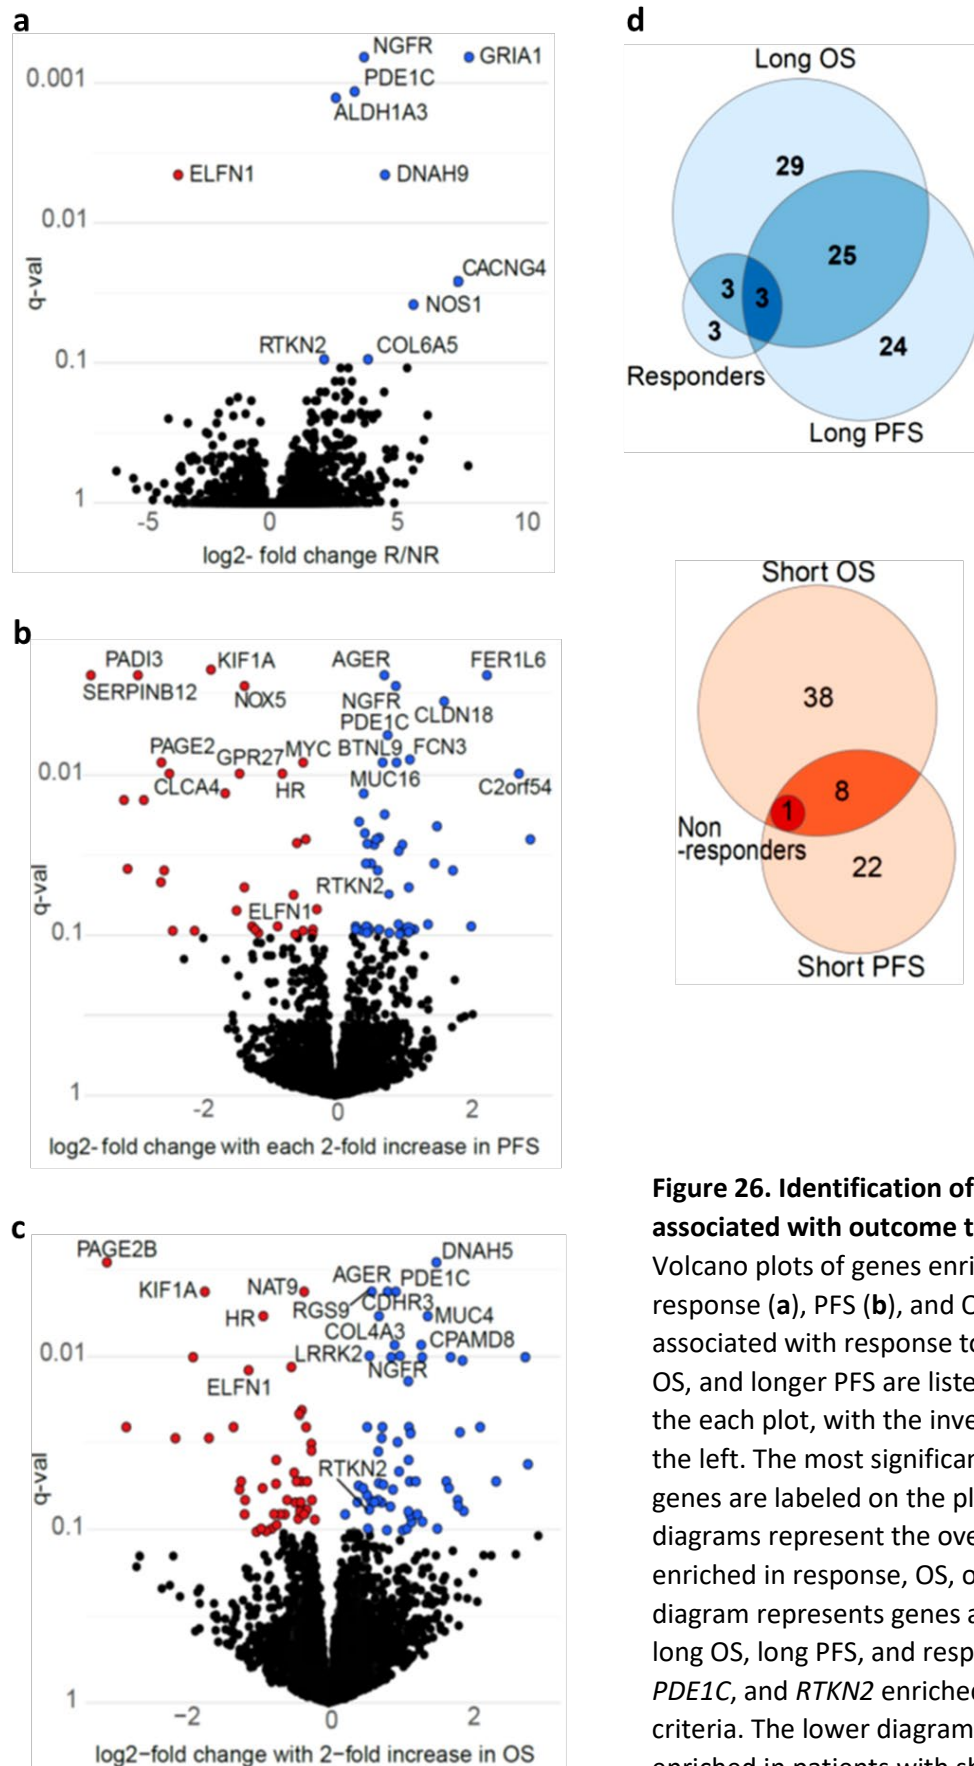 a
NGFR
GRIA1
0.001
PDE1C
ALDH1A3
ELFN1
DNAH9
0.01
CACNG4
q-val
NOS1
RTKN2
COL6A5
0.1
1
-5 0 5 10
log2- fold change R/NR
b
PADI3
KIF1A
AGER
FER1L6
SERPINB12
NOX5
NGFR
PDE1C
CLDN18
PAGE2
GPR27
MYC
BTNL9
FCN3
0.01
CLCA4
HR
MUC16
C2orf54
q-val
RTKN2
ELFN1
0.1
1
-2 0 2
log2- fold change with each 2-fold increase in PFS
c
PAGE2B
DNAH5
KIF1A
NAT9
AGER
PDE1C
HR
RGS9
CDHR3
MUC4
COL4A3
CPAMD8
0.01
LRRK2
ELFN1
NGFR
q-val
RTKN2
0.1
1
−2 0 2
log2−fold change with 2−fold increase in OS
d
Long OS
29
25
3
3
3
24
Responders
Long PFS
Short OS
38
8
1
Non
-responders
22
Short PFS
Figure 26. Identification of
associated with outcome t
Volcano plots of genes enri
response (a), PFS (b), and C
associated with response to
OS, and longer PFS are liste
the each plot, with the inve
the left. The most significan
genes are labeled on the pl
diagrams represent the ove
enriched in response, OS, o
diagram represents genes a
long OS, long PFS, and resp
PDE1C, and RTKN2 enriched
criteria. The lower diagram
enriched in patients with sh